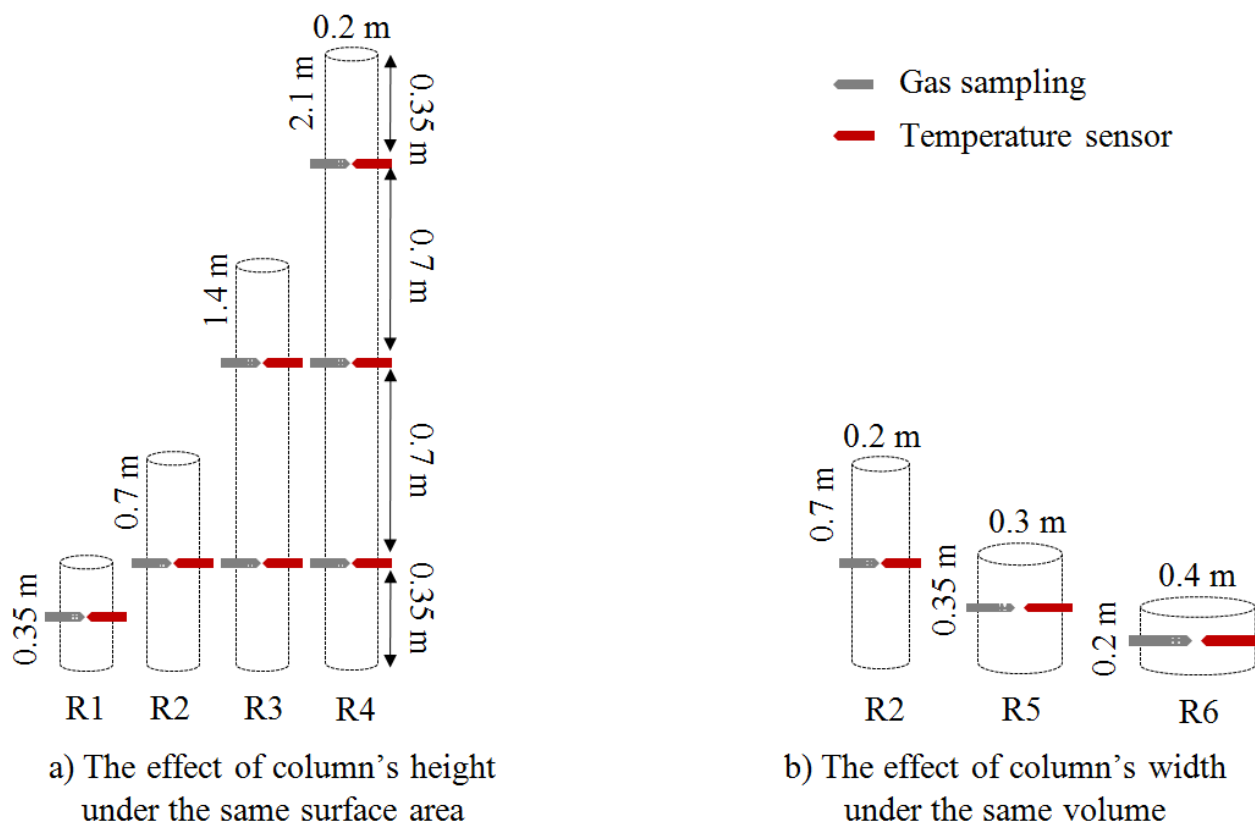 0.2 m
2.1 m
0.35 m
0.7 m
1.4 m
0.7 m
0.7 m
0.35 m
0.35 m
R1
R2
R3
R4
a) The effect of column's height
under the same surface area
Gas sampling
Temperature sensor
0.2 m
0.7 m
0.3 m
0.35 m
0.4 m
0.2 m
R2
R5
R6
b) The effect of column's width
under the same volume